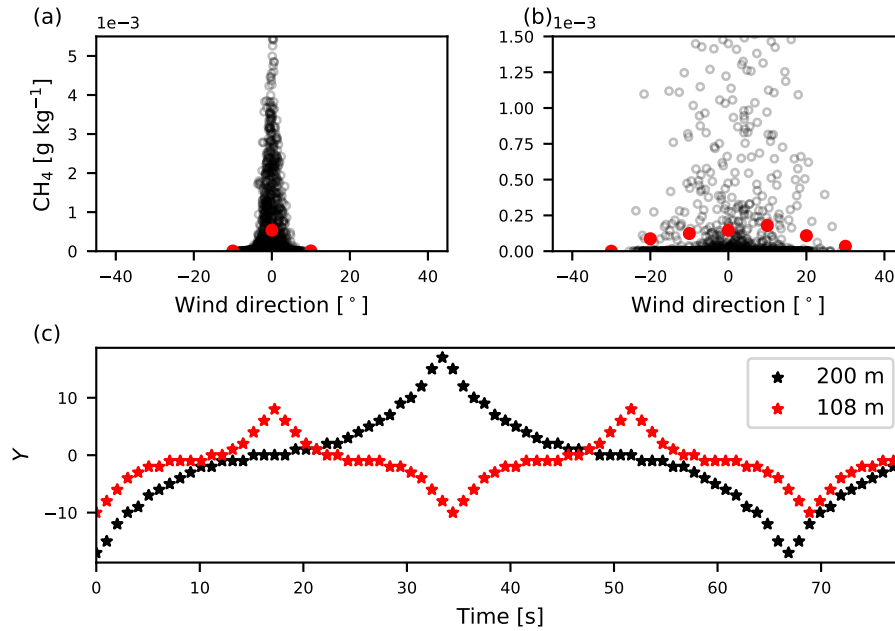 (a)
(b)
1e−3
1e−3
CH₄ [g kg⁻¹]
5
4
3
2
1
0
1.50
1.25
0.75
0.50
0.25
0.00
−40 −20 0 20 40
−40 −20 0 20 40
Wind direction [°]
Wind direction [°]
(c)
Y
10
0
−10
200 m
108 m
0 10 20 30 40 50 60 70
Time [s]